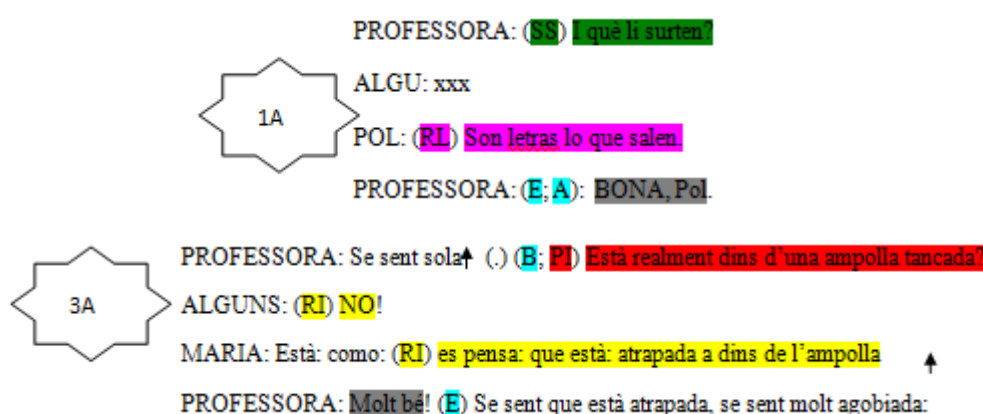 PROFESSORA: (SS) I què li surten?
ALGU: xxx
1A
POL: (RL) Son letras lo que salen.
PROFESSORA: (E; A): BONA, Pol.
PROFESSORA: Se sent sola↑ (.) (B; PI) Està realment dins d'una ampolla tancada?
ALGUNS: (RI) NO!
3A
MARIA: Està: como: (RI) es pensa: que està: atrapada a dins de l'ampolla ↑
PROFESSORA: Molt bé! (E) Se sent que està atrapada, se sent molt agobiada: